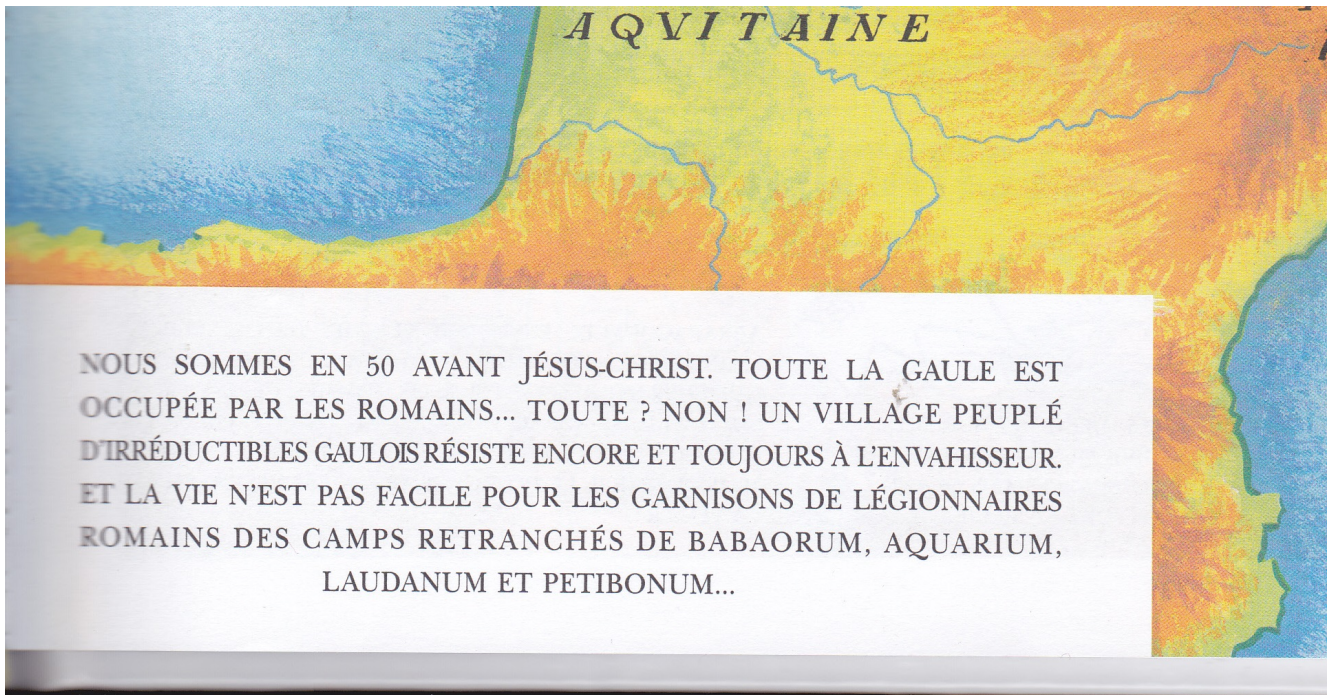 AQVITAINE
NOUS SOMMES EN 50 AVANT JÉSUS-CHRIST. TOUTE LA GAULE EST
OCCUPÉE PAR LES ROMAINS... TOUTE ? NON ! UN VILLAGE PEUPLÉ
D'IRRÉDUCTIBLES GAULOIS RÉSISTE ENCORE ET TOUJOURS À L'ENVAHISSEUR.
ET LA VIE N'EST PAS FACILE POUR LES GARNISONS DE LÉGIONNAIRES
ROMAINS DES CAMPS RETRANCHÉS DE BABAORUM, AQUARIUM,
LAUDANUM ET PETIBONUM...